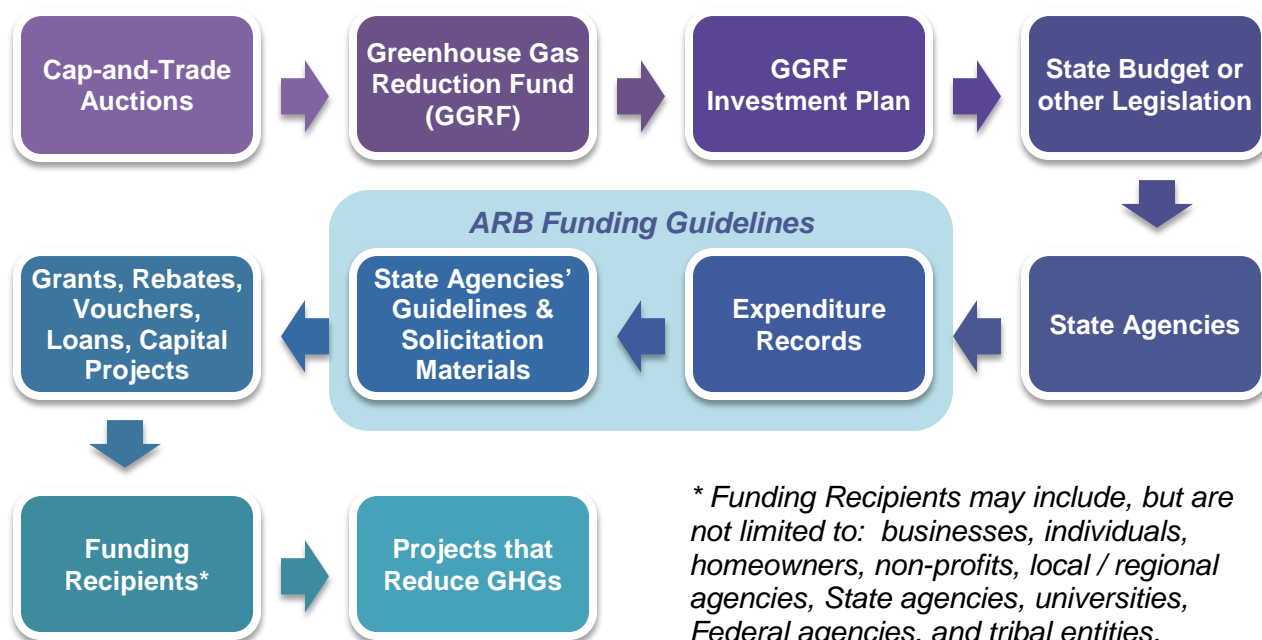 Cap-and-Trade
Auctions
Greenhouse Gas
Reduction Fund
(GGRF)
GGRF
Investment Plan
State Budget or
other Legislation
ARB Funding Guidelines
State Agencies
Expenditure
Records
State Agencies’
Guidelines &
Solicitation
Materials
Grants, Rebates,
Vouchers,
Loans, Capital
Projects
Funding
Recipients*
Projects that
Reduce GHGs
* Funding Recipients may include, but are
not limited to:  businesses, individuals,
homeowners, non-profits, local / regional
agencies, State agencies, universities,
Federal agencies, and tribal entities.